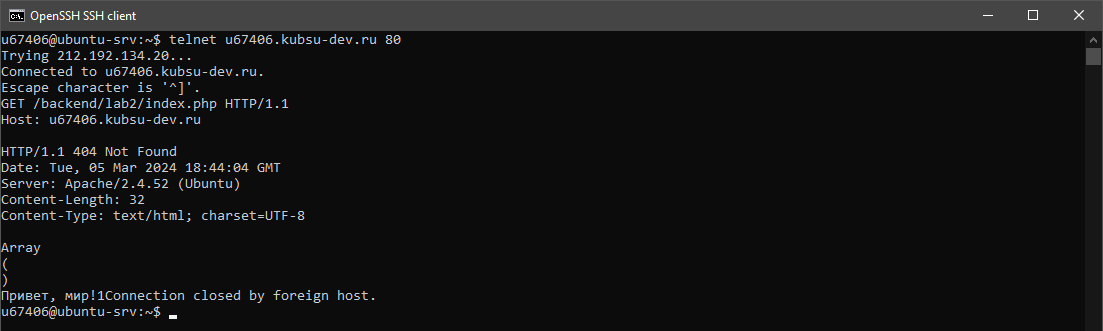 OpenSSH SSH client
u67406@ubuntu-srv:~$ telnet u67406.kubsu-dev.ru 80
Trying 212.192.134.20...
Connected to u67406.kubsu-dev.ru.
Escape character is '^]'.
GET /backend/lab2/index.php HTTP/1.1
Host: u67406.kubsu-dev.ru

HTTP/1.1 404 Not Found
Date: Tue, 05 Mar 2024 18:44:04 GMT
Server: Apache/2.4.52 (Ubuntu)
Content-Length: 32
Content-Type: text/html; charset=UTF-8

Array
(
)
Привет, мир!1Connection closed by foreign host.
u67406@ubuntu-srv:~$